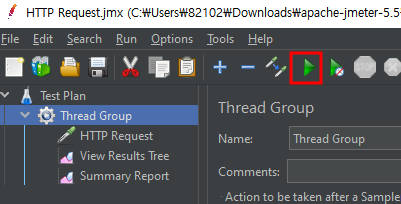 HTTP Request.jmx (C:₩Users₩82102₩Downloads₩apache-jmeter-5.5
File Edit Search Run Options Tools Help
STOP
Test Plan
Thread Group
HTTP Request
View Results Tree
Summary Report
Thread Group
Name: Thread Group
Comments:
Action to be taken after a Sample